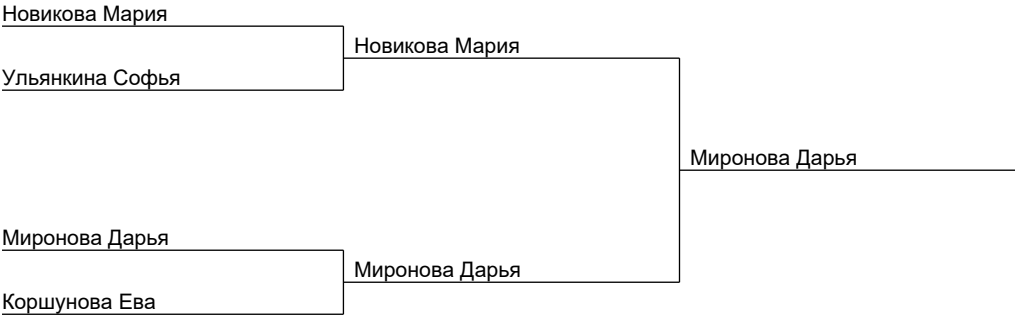 Новикова Мария
Новикова Мария
Ульянкина Софья
Миронова Дарья
Миронова Дарья
Миронова Дарья
Коршунова Ева